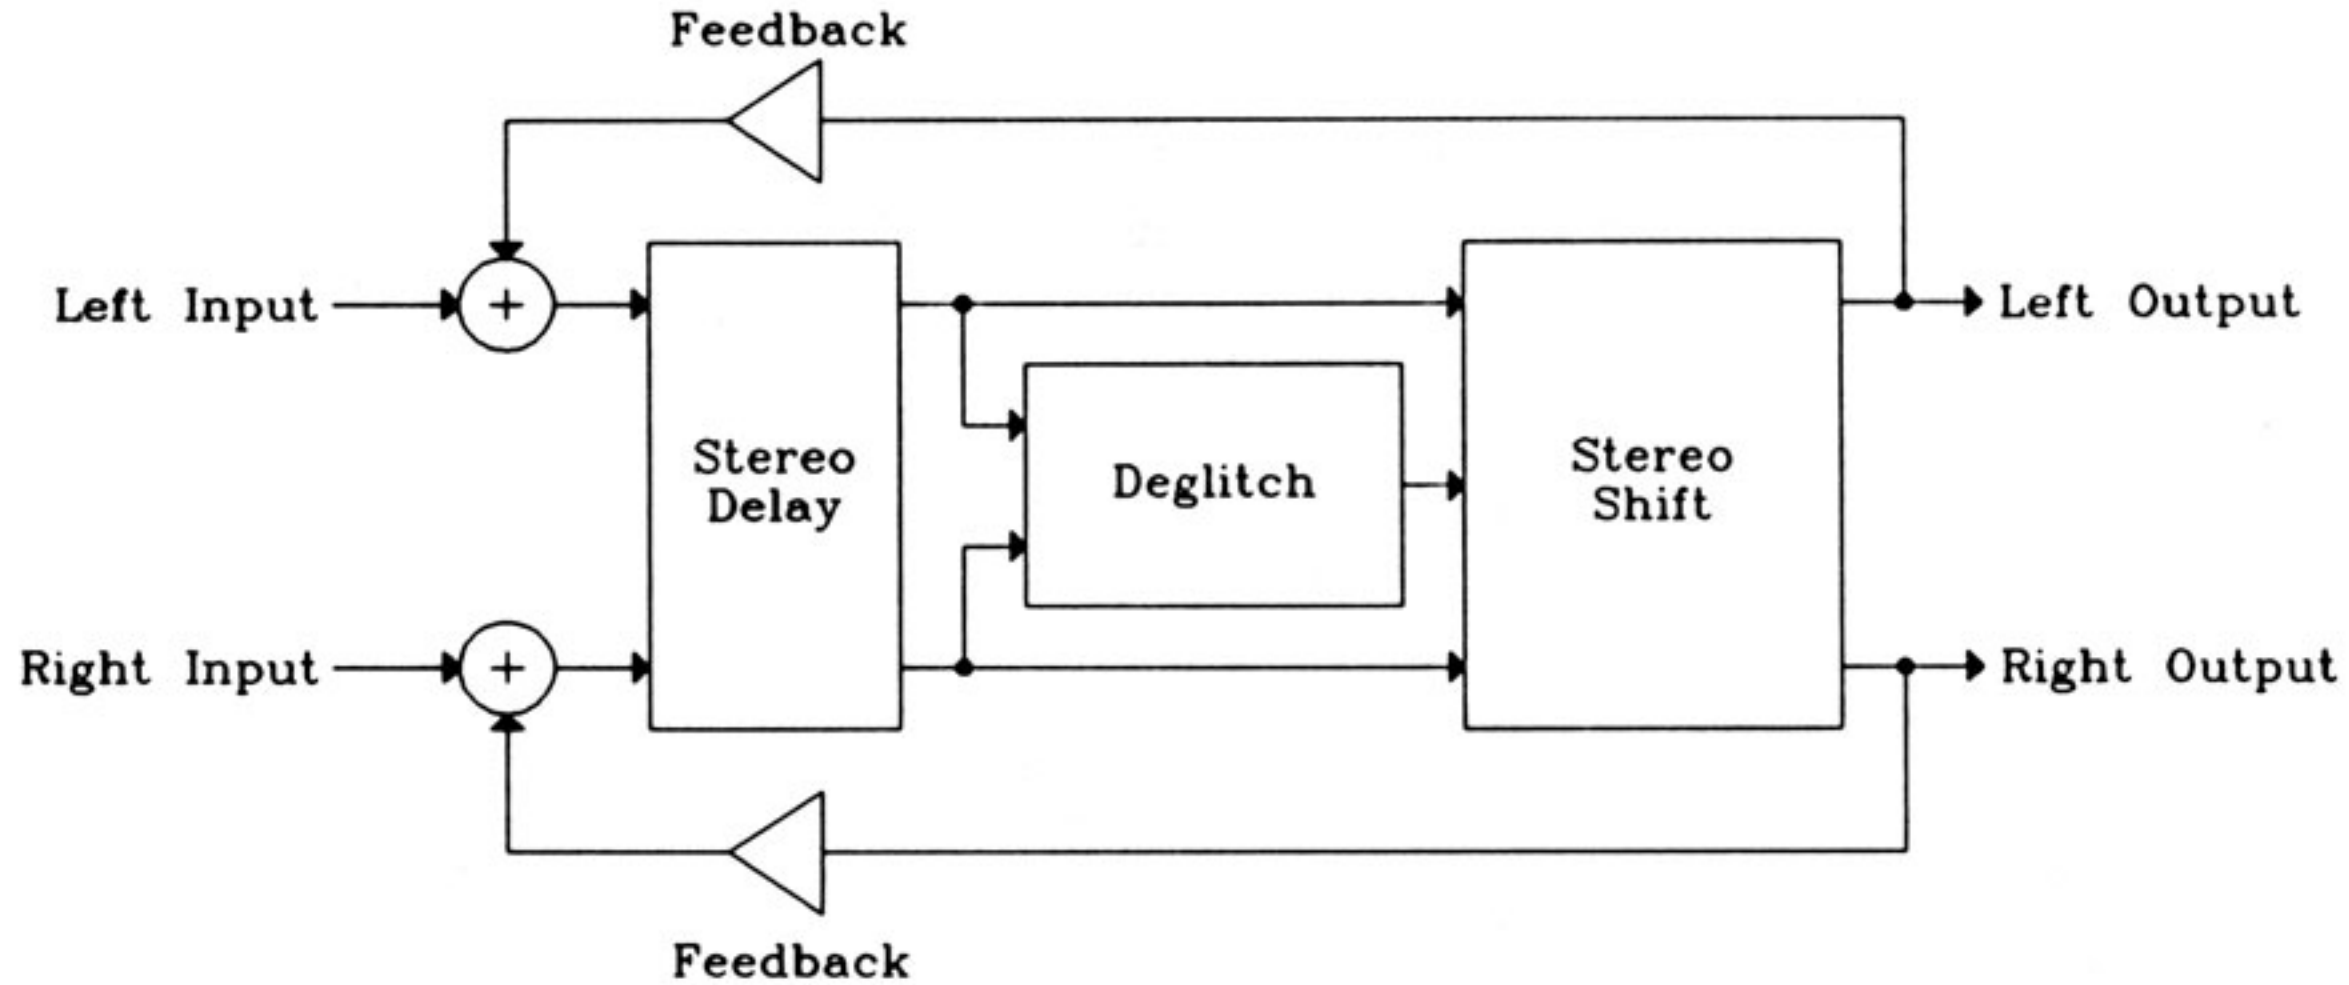 Feedback
Left Input
+
Stereo
Delay
Deglitch
Stereo
Shift
Left Output
Right Input
+
Right Output
Feedback